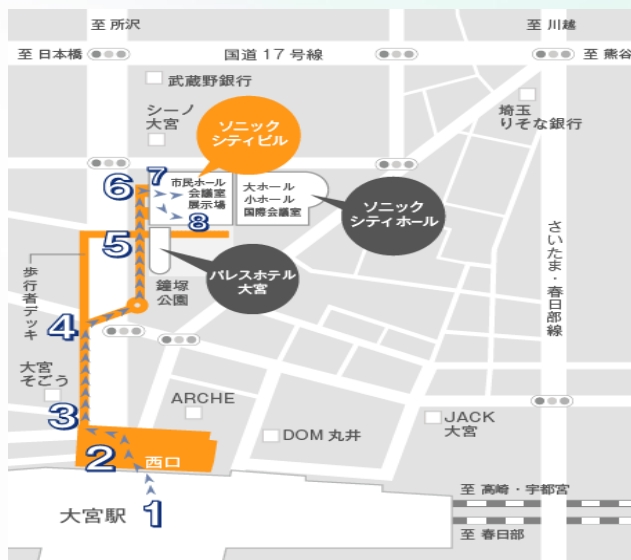 至 所沢
至 川越
至 日本橋
国道 17 号線
至 熊谷
武蔵野銀行
シーノ
大宮
ソニック
シティビル
埼玉
りそな銀行
6
7
市民ホール
会議室
展示場
8
大ホール
小ホール
国際会議室
ソニック
シティホール
さいたま・春日部線
5
パレスホテル
大宮
鐘塚
公園
歩行者デッキ
4
大宮
そごう
3
ARCHE
DOM 丸井
JACK
大宮
2
西口
1
大宮駅
至 高崎・宇都宮
至 春日部